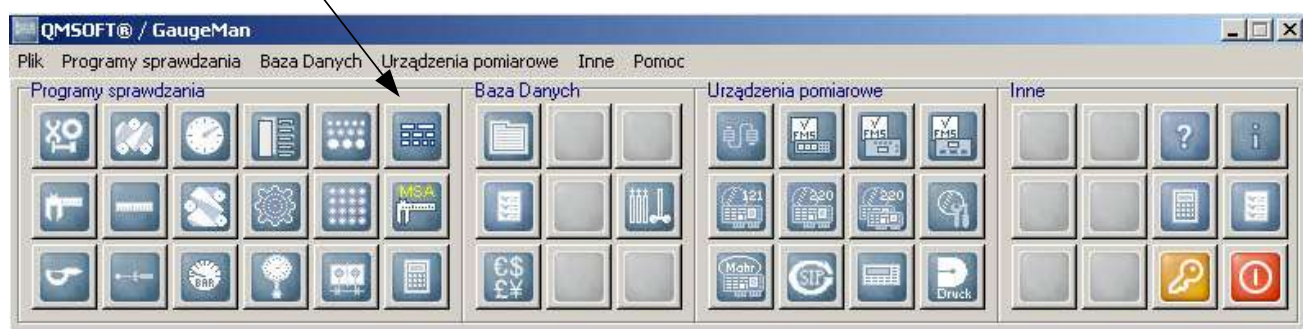 QMSOFT® / GaugeMan
Plik Programy sprawdzania Baza Danych Urządzenia pomiarowe Inne Pomoc
Programy sprawdzania Baza Danych Urządzenia pomiarowe Inne
FMS FMS FMS ? i
MSA 121 220 220
BAR €$ £¥ Mahr SIP Druck